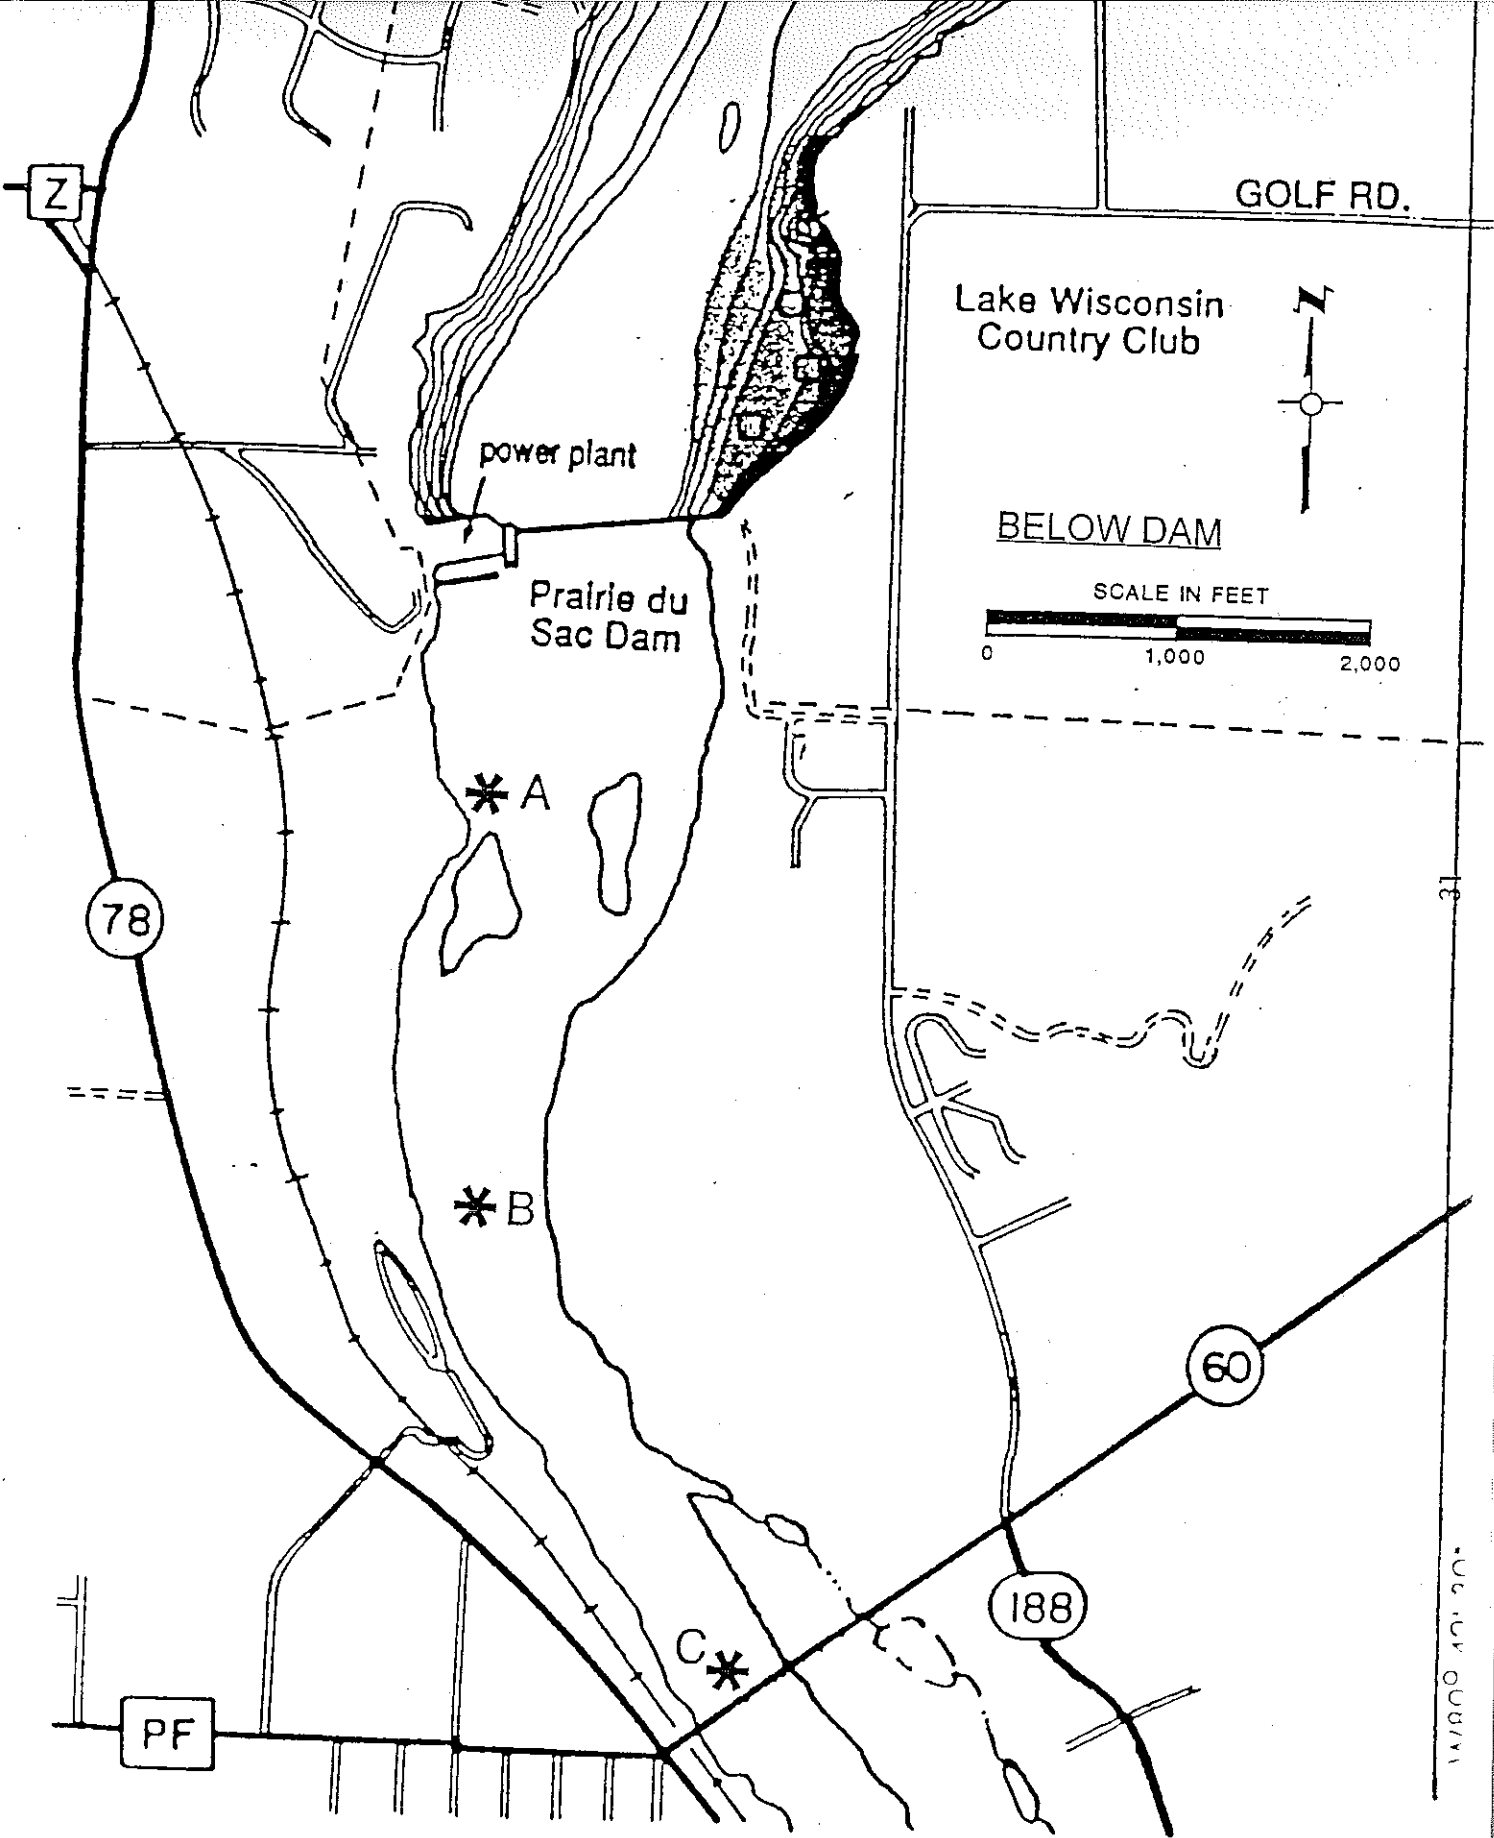 Z
GOLF RD.
Lake Wisconsin
Country Club
N
power plant
BELOW DAM
SCALE IN FEET
0 1,000 2,000
Prairie du
Sac Dam
A
78
31
B
60
188
C
PF